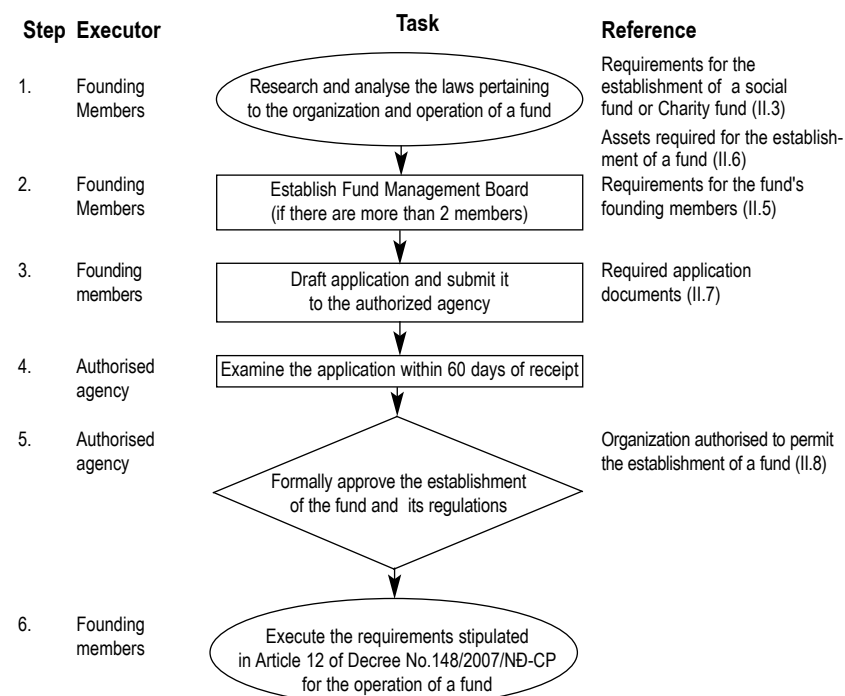 Step Executor Task Reference
1. Founding
Members
Research and analyse the laws pertaining
to the organization and operation of a fund
Requirements for the
establishment of a social
fund or Charity fund (II.3)
Assets required for the establish-
ment of a fund (II.6)
2. Founding
Members
Establish Fund Management Board
(if there are more than 2 members)
Requirements for the fund's
founding members (II.5)
3. Founding
members
Draft application and submit it
to the authorized agency
Required application
documents (II.7)
4. Authorised
agency
Examine the application within 60 days of receipt
5. Authorised
agency
Formally approve the establishment
of the fund and its regulations
Organization authorised to permit
the establishment of a fund (II.8)
6. Founding
members
Execute the requirements stipulated
in Article 12 of Decree No.148/2007/NĐ-CP
for the operation of a fund